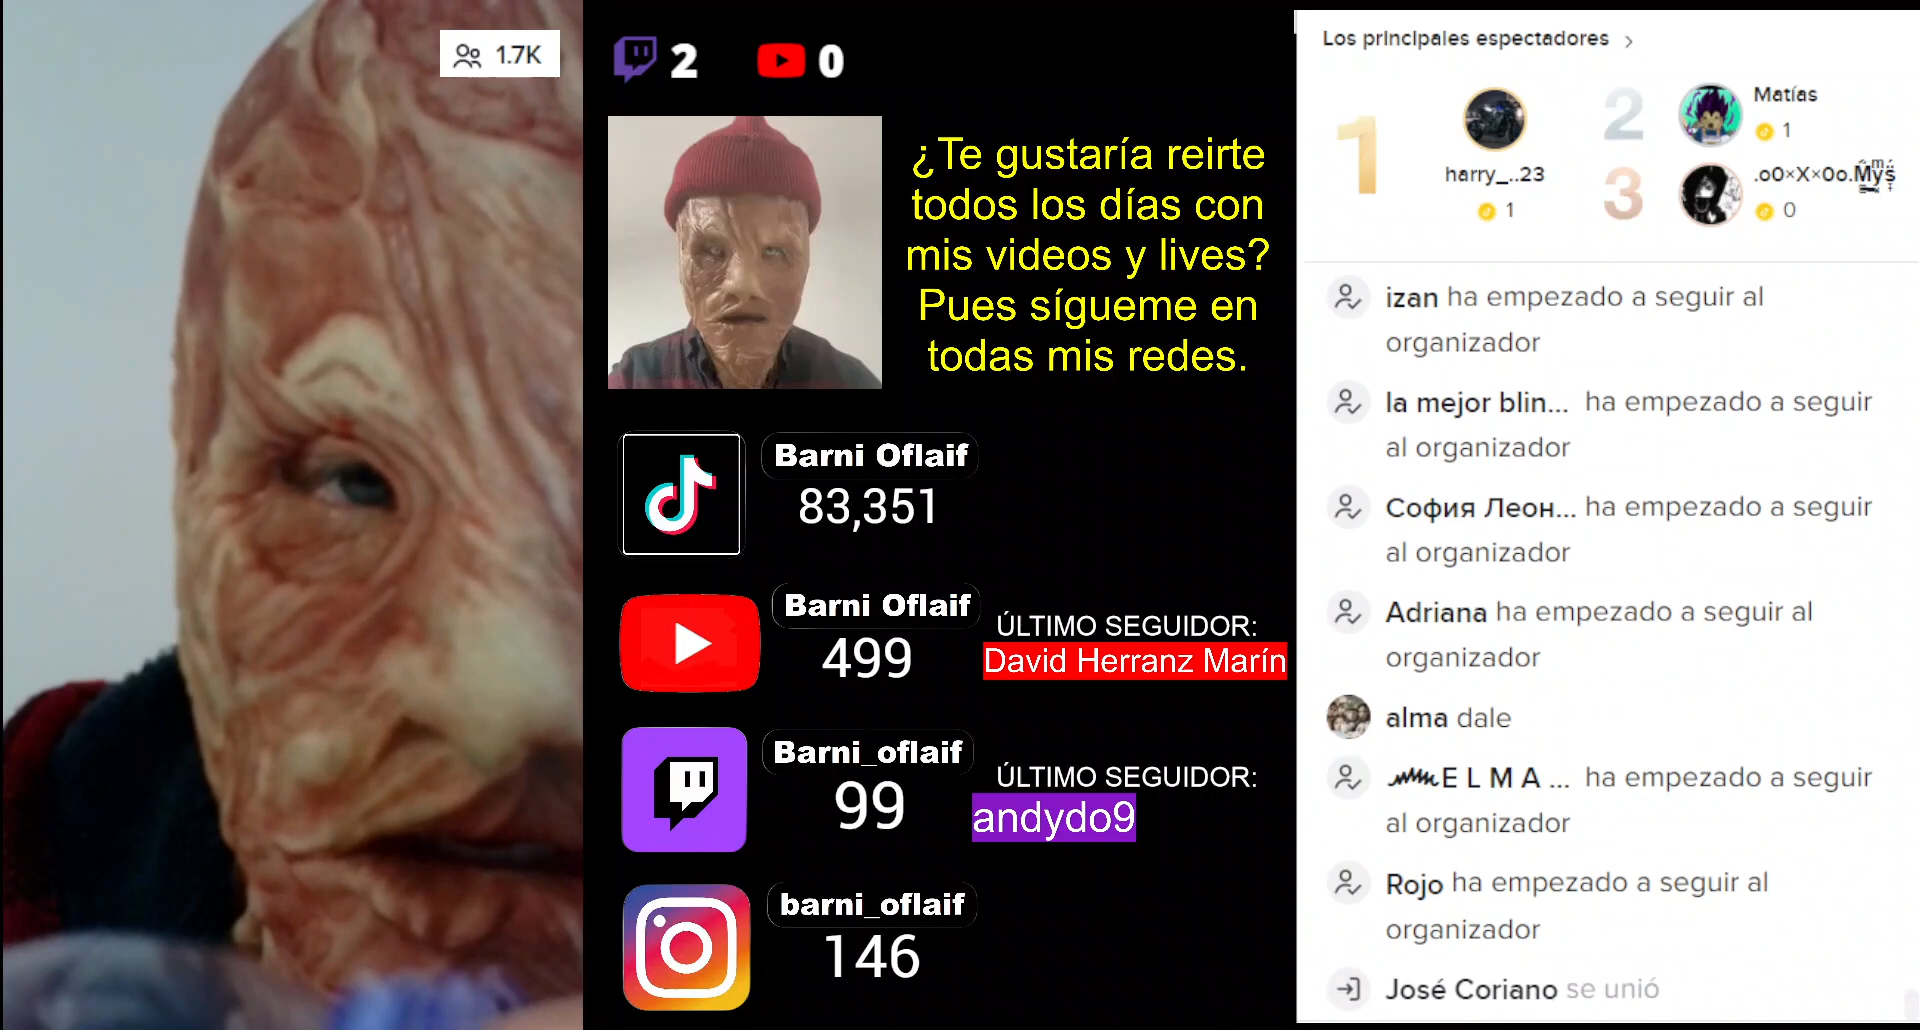 1.7K
2
0
¿Te gustaría reirte
todos los días con
mis videos y lives?
Pues sígueme en
todas mis redes.
Barni Oflaif
83,351
Barni Oflaif
499
ÚLTIMO SEGUIDOR:
David Herranz Marín
Barni_oflaif
99
ÚLTIMO SEGUIDOR:
andydo9
barni_oflaif
146
Los principales espectadores
1
harry_..23
1
2
Matías
1
3
0
izan ha empezado a seguir al
organizador
la mejor blin... ha empezado a seguir
al organizador
София Леон... ha empezado a seguir
al organizador
Adriana ha empezado a seguir al
organizador
alma dale
E L M A ... ha empezado a seguir
al organizador
Rojo ha empezado a seguir al
organizador
José Coriano se unió